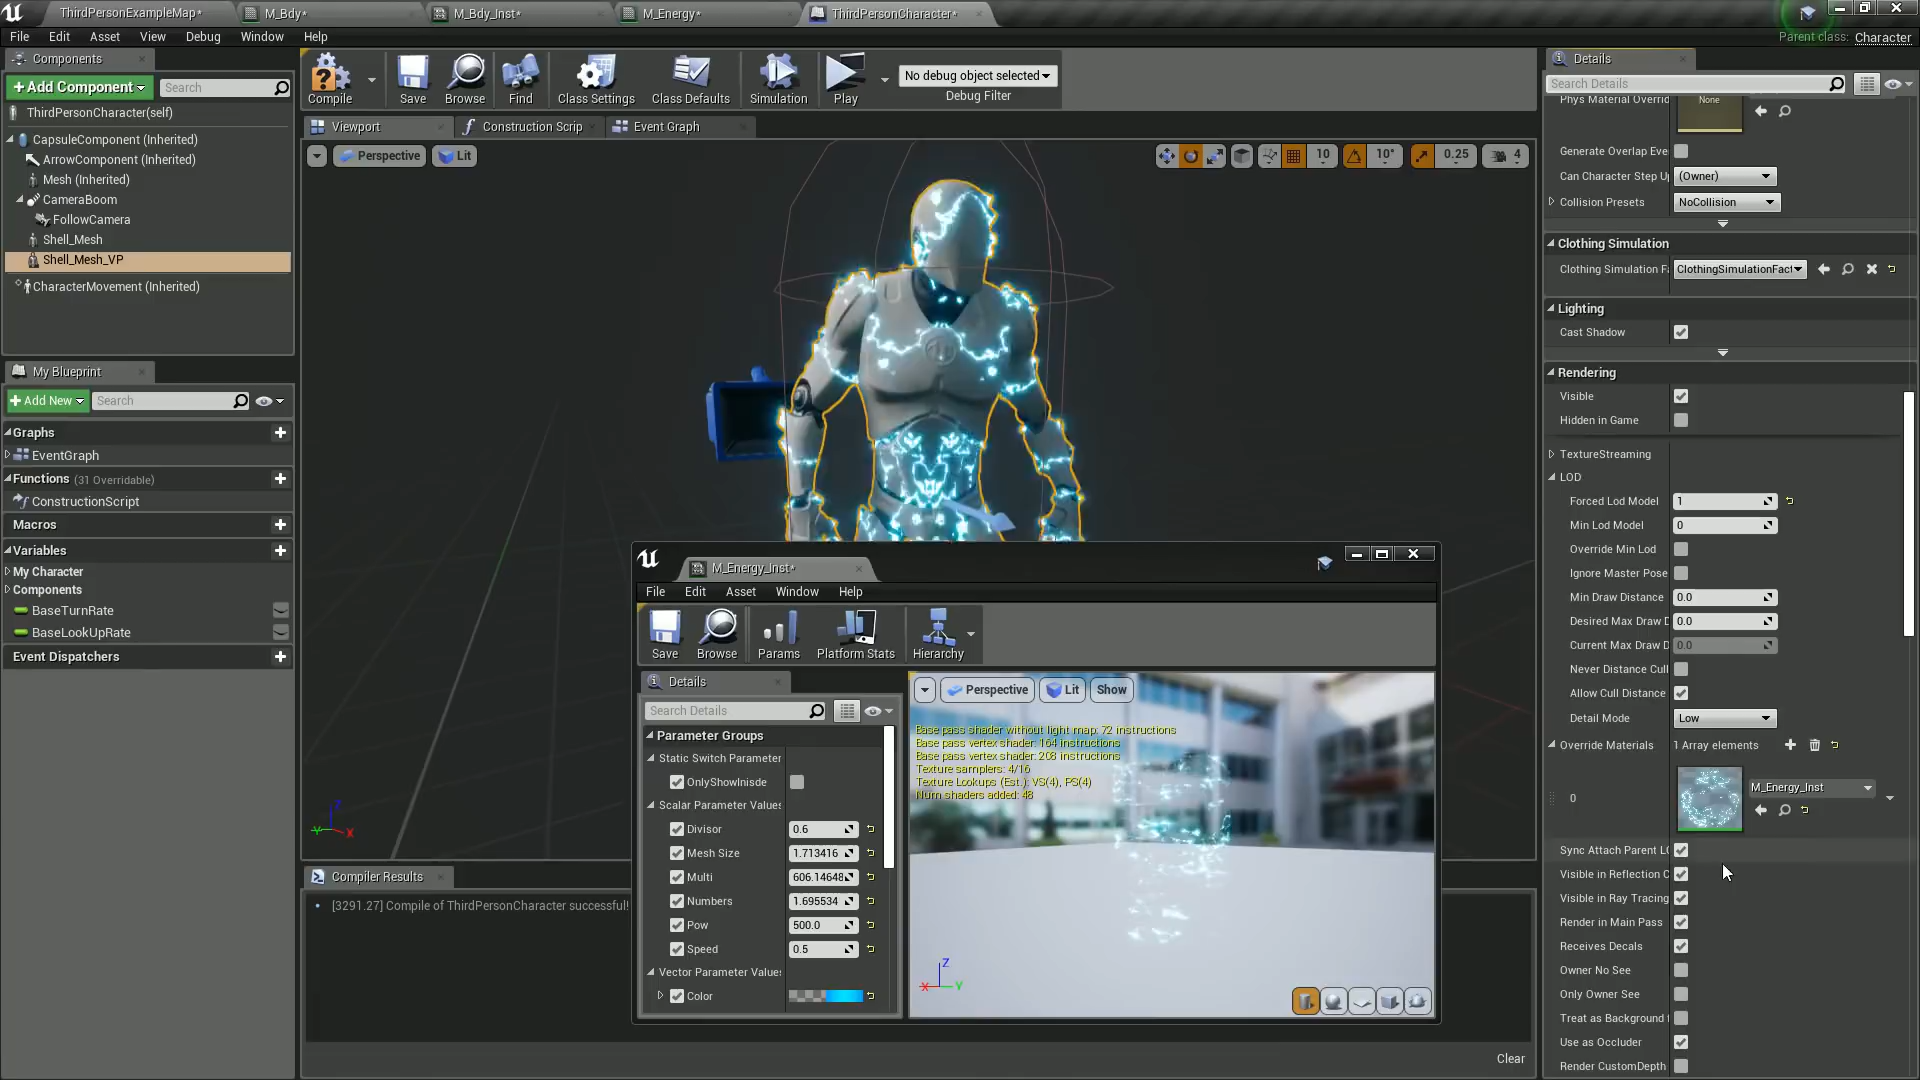 ThirdPersonExampleMap*
M_Bdy*
M_Bdy_Inst*
M_Energy*
ThirdPersonCharacter*
File Edit Asset View Debug Window Help
Parent class: Character
Components
+Add Component
Search
ThirdPersonCharacter(self)
CapsuleComponent (Inherited)
ArrowComponent (Inherited)
Mesh (Inherited)
CameraBoom
FollowCamera
Shell_Mesh
Shell_Mesh_VP
CharacterMovement (Inherited)
My Blueprint
+Add New
Search
Graphs
EventGraph
Functions (31 Overridable)
ConstructionScript
Macros
Variables
My Character
Components
BaseTurnRate
BaseLookUpRate
Event Dispatchers
Compile
Save
Browse
Find
Class Settings
Class Defaults
Simulation
Play
No debug object selected
Debug Filter
Viewport
Construction Scrip
Event Graph
Perspective
Lit
10
10°
0.25
4
Compiler Results
[3291.27] Compile of ThirdPersonCharacter successful!
Clear
M_Energy_Inst*
File Edit Asset Window Help
Save
Browse
Params
Platform Stats
Hierarchy
Details
Search Details
Parameter Groups
Static Switch Parameter
OnlyShowInisde
Scalar Parameter Values
Divisor 0.6
Mesh Size 1.713416
Multi 606.14648
Numbers 1.695534
Pow 500.0
Speed 0.5
Vector Parameter Values
Color
Perspective
Lit
Show
Base pass shader without light map: 72 instructions
Base pass vertex shader: 164 instructions
Base pass vertex shader: 208 instructions
Texture samplers: 4/16
Texture Lookups (Est.): VS(4), PS(4)
Num shaders added: 48
Details
Search Details
Phys Material Overrid
None
Generate Overlap Eve
Can Character Step U (Owner)
Collision Presets NoCollision
Clothing Simulation
Clothing Simulation F ClothingSimulationFact
Lighting
Cast Shadow
Rendering
Visible
Hidden in Game
TextureStreaming
LOD
Forced Lod Model 1
Min Lod Model 0
Override Min Lod
Ignore Master Pose
Min Draw Distance 0.0
Desired Max Draw D 0.0
Current Max Draw D 0.0
Never Distance Cull
Allow Cull Distance
Detail Mode Low
Override Materials 1 Array elements
0
M_Energy_Inst
Sync Attach Parent LO
Visible in Reflection C
Visible in Ray Tracing
Render in Main Pass
Receives Decals
Owner No See
Only Owner See
Treat as Background
Use as Occluder
Render CustomDepth